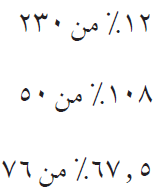 ١٢٪ من ٢٣٠
١٠٨٪ من ٥٠
٦٧,٥٪ من ٧٦